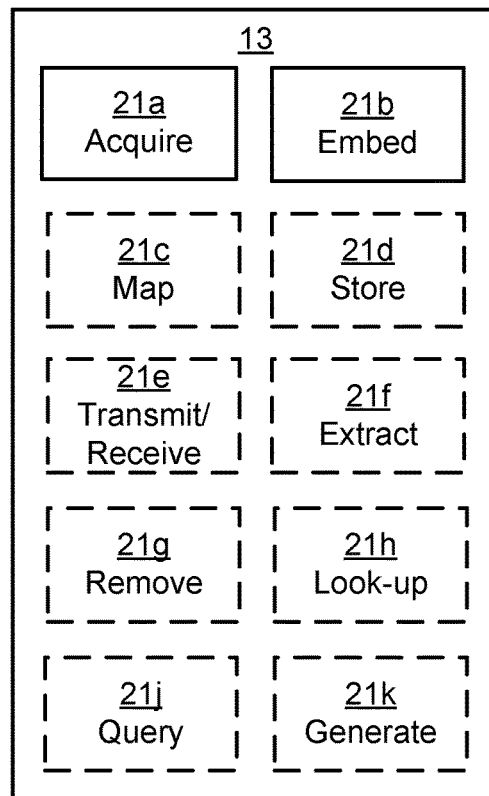 13
21a
Acquire
21b
Embed
21c
Map
21d
Store
21e
Transmit/
Receive
21f
Extract
21g
Remove
21h
Look-up
21j
Query
21k
Generate